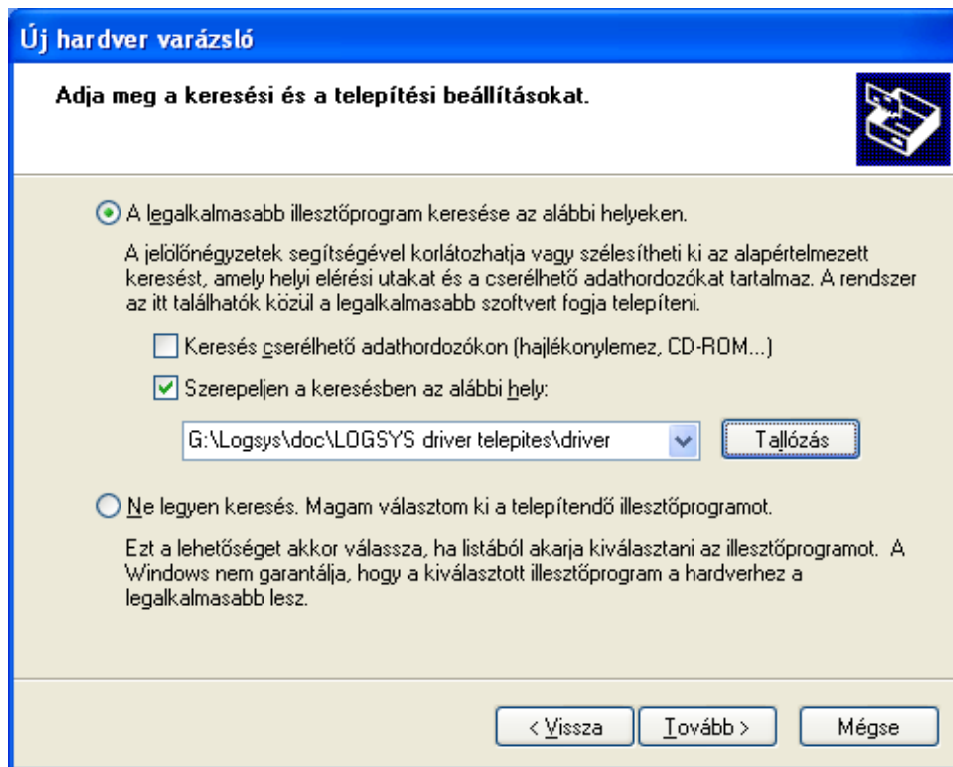 Új hardver varázsló
Adja meg a keresési és a telepítési beállításokat.
A legalkalmasabb illesztőprogram keresése az alábbi helyeken.
A jelölőnégyzetek segítségével korlátozhatja vagy szélesítheti ki az alapértelmezett
keresést, amely helyi elérési utakat és a cserélhető adathordozókat tartalmaz. A rendszer
az itt találhatók közül a legalkalmasabb szoftvert fogja telepíteni.
Keresés cserélhető adathordozókon (hajlékonylemez, CD-ROM...)
Szerepeljen a keresésben az alábbi hely:
G:\Logsys\doc\LOGSYS driver telepites\driver
Tallózás
Ne legyen keresés. Magam választom ki a telepítendő illesztőprogramot.
Ezt a lehetőséget akkor válassza, ha listából akarja kiválasztani az illesztőprogramot. A
Windows nem garantálja, hogy a kiválasztott illesztőprogram a hardverhez a
legalkalmasabb lesz.
< Vissza
Tovább >
Mégse